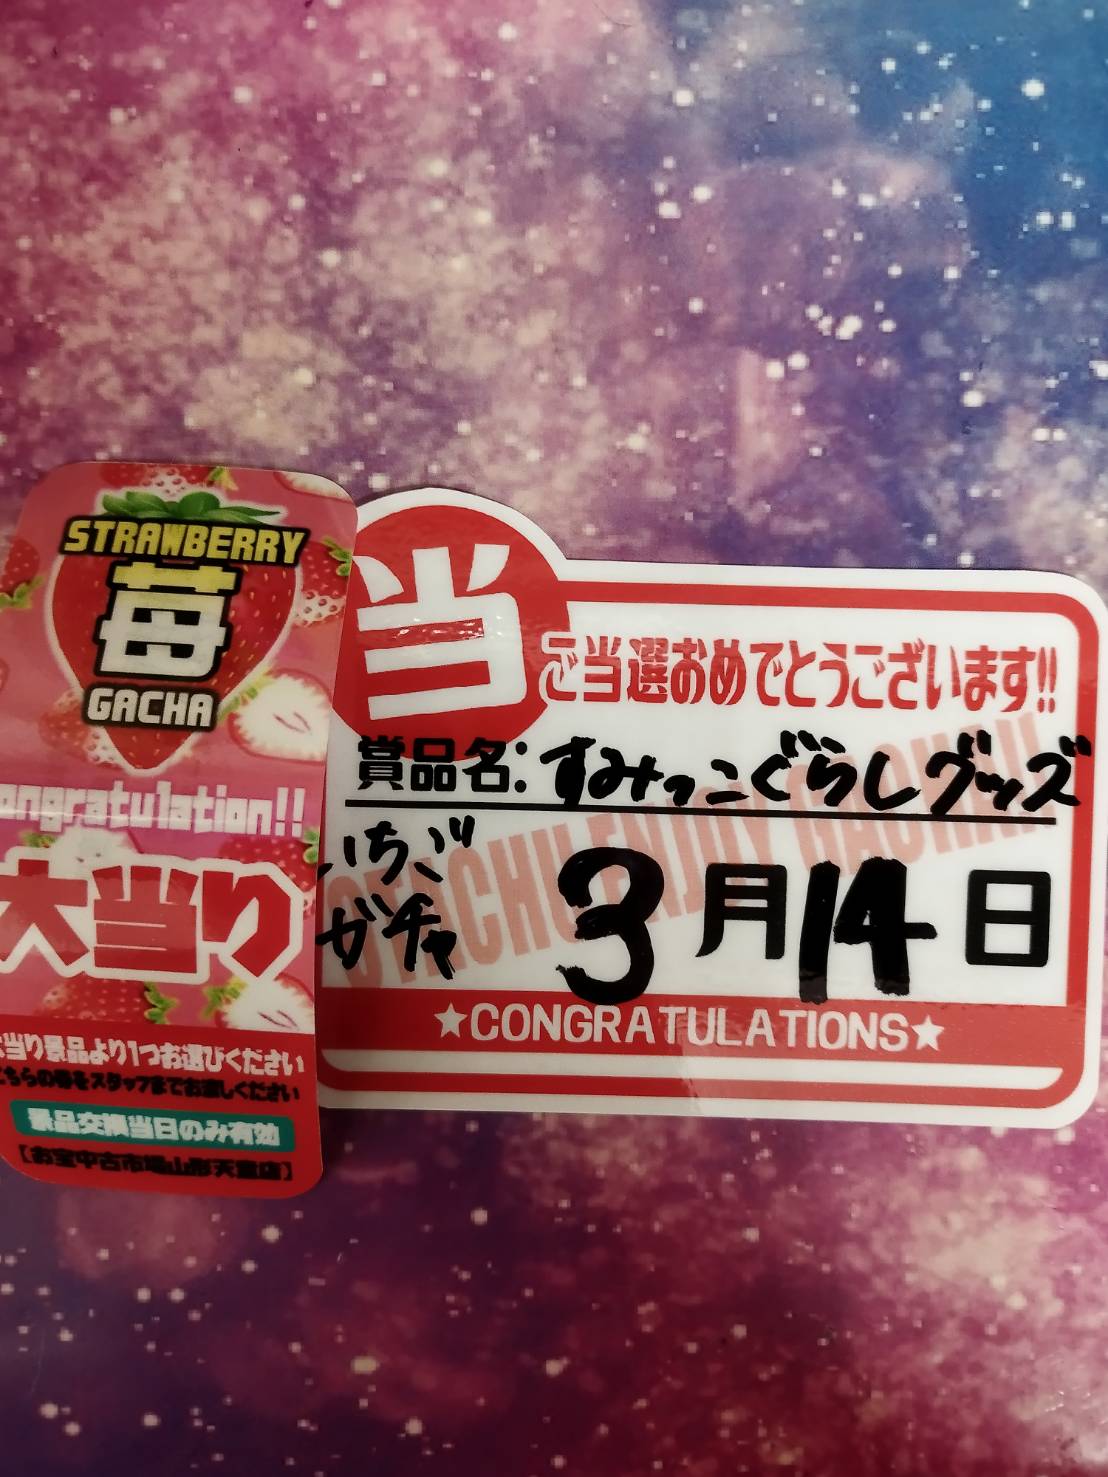 STRAWBERRY
苺
GACHA
ongratulation!!
大当り
大当り景品より1つお選びください
こちらの券をスタッフまでお渡しください
景品交換当日のみ有効
【お宝中古市場山形天童店】
当
ご当選おめでとうございます!!
賞品名:すみっこぐらしグッズ
いちご
ガチャ
3月14日
★CONGRATULATIONS★